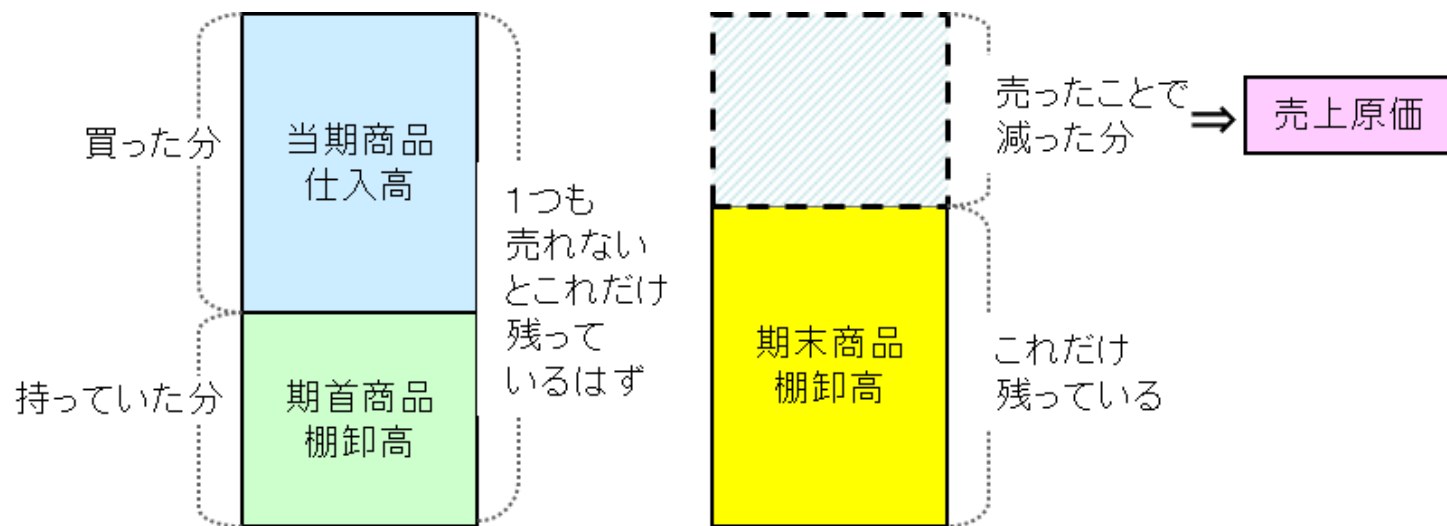 買った分
当期商品
仕入高
持っていた分
期首商品
棚卸高
1つも
売れない
とこれだけ
残って
いるはず
売ったことで
減った分
⇒
売上原価
期末商品
棚卸高
これだけ
残っている